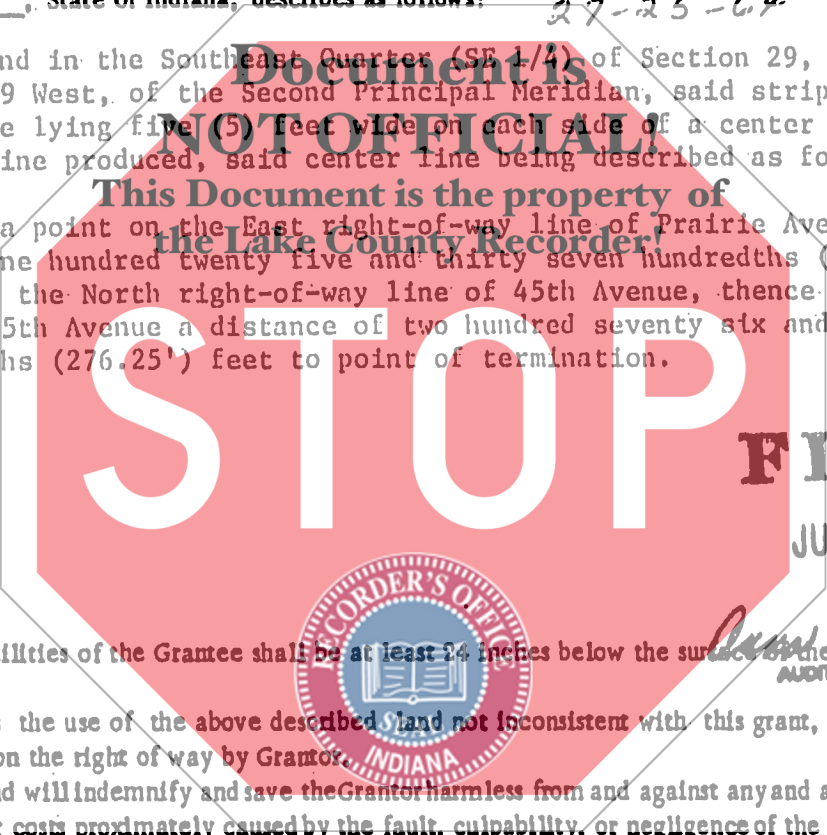 State of Indiana, described as follows: 27-25-64
nd in the Southeast Quarter (SE 1/4) of Section 29,
Document is
9 West, of the Second Principal Meridian, said strip
NOT OFFICIAL!
e lying five (5) feet wide on each side of a center
ine produced, said center line being described as fo
This Document is the property of
a point on the East right-of-way line of Prairie Ave
the Lake County Recorder!
ne hundred twenty five and thirty seven hundredths (
the North right-of-way line of 45th Avenue, thence
5th Avenue a distance of two hundred seventy six and
hs (276.25') feet to point of termination.
STOP
F
JU
RECORDER'S OFFICE
ilities of the Grantee shall be at least 24 inches below the of the
AUDI
the use of the above described land not inconsistent with this grant,
on the right of way by Grantor.
INDIANA
nd will indemnify and save the Grantor harmless from and against any and a
costs proximately caused by the fault, culpability, or negligence of the